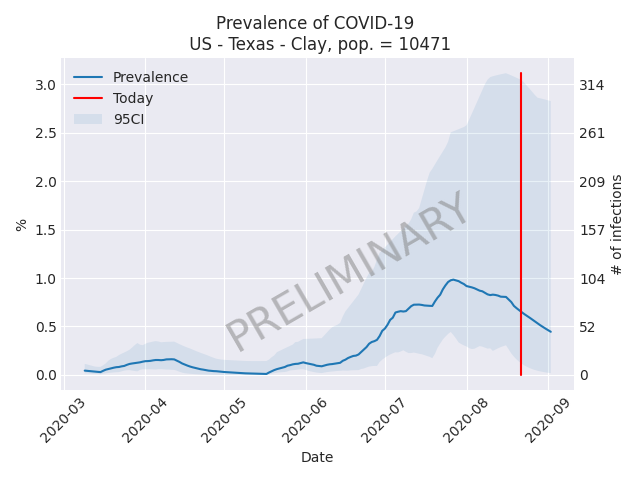 Prevalence of COVID-19
US - Texas - Clay, pop. = 10471
Prevalence
Today
95CI
PRELIMINARY
%
3.0
2.5
2.0
1.5
1.0
0.5
0.0
314
261
209
157
104
52
0
# of infections
2020-03
2020-04
2020-05
2020-06
2020-07
2020-08
2020-09
Date